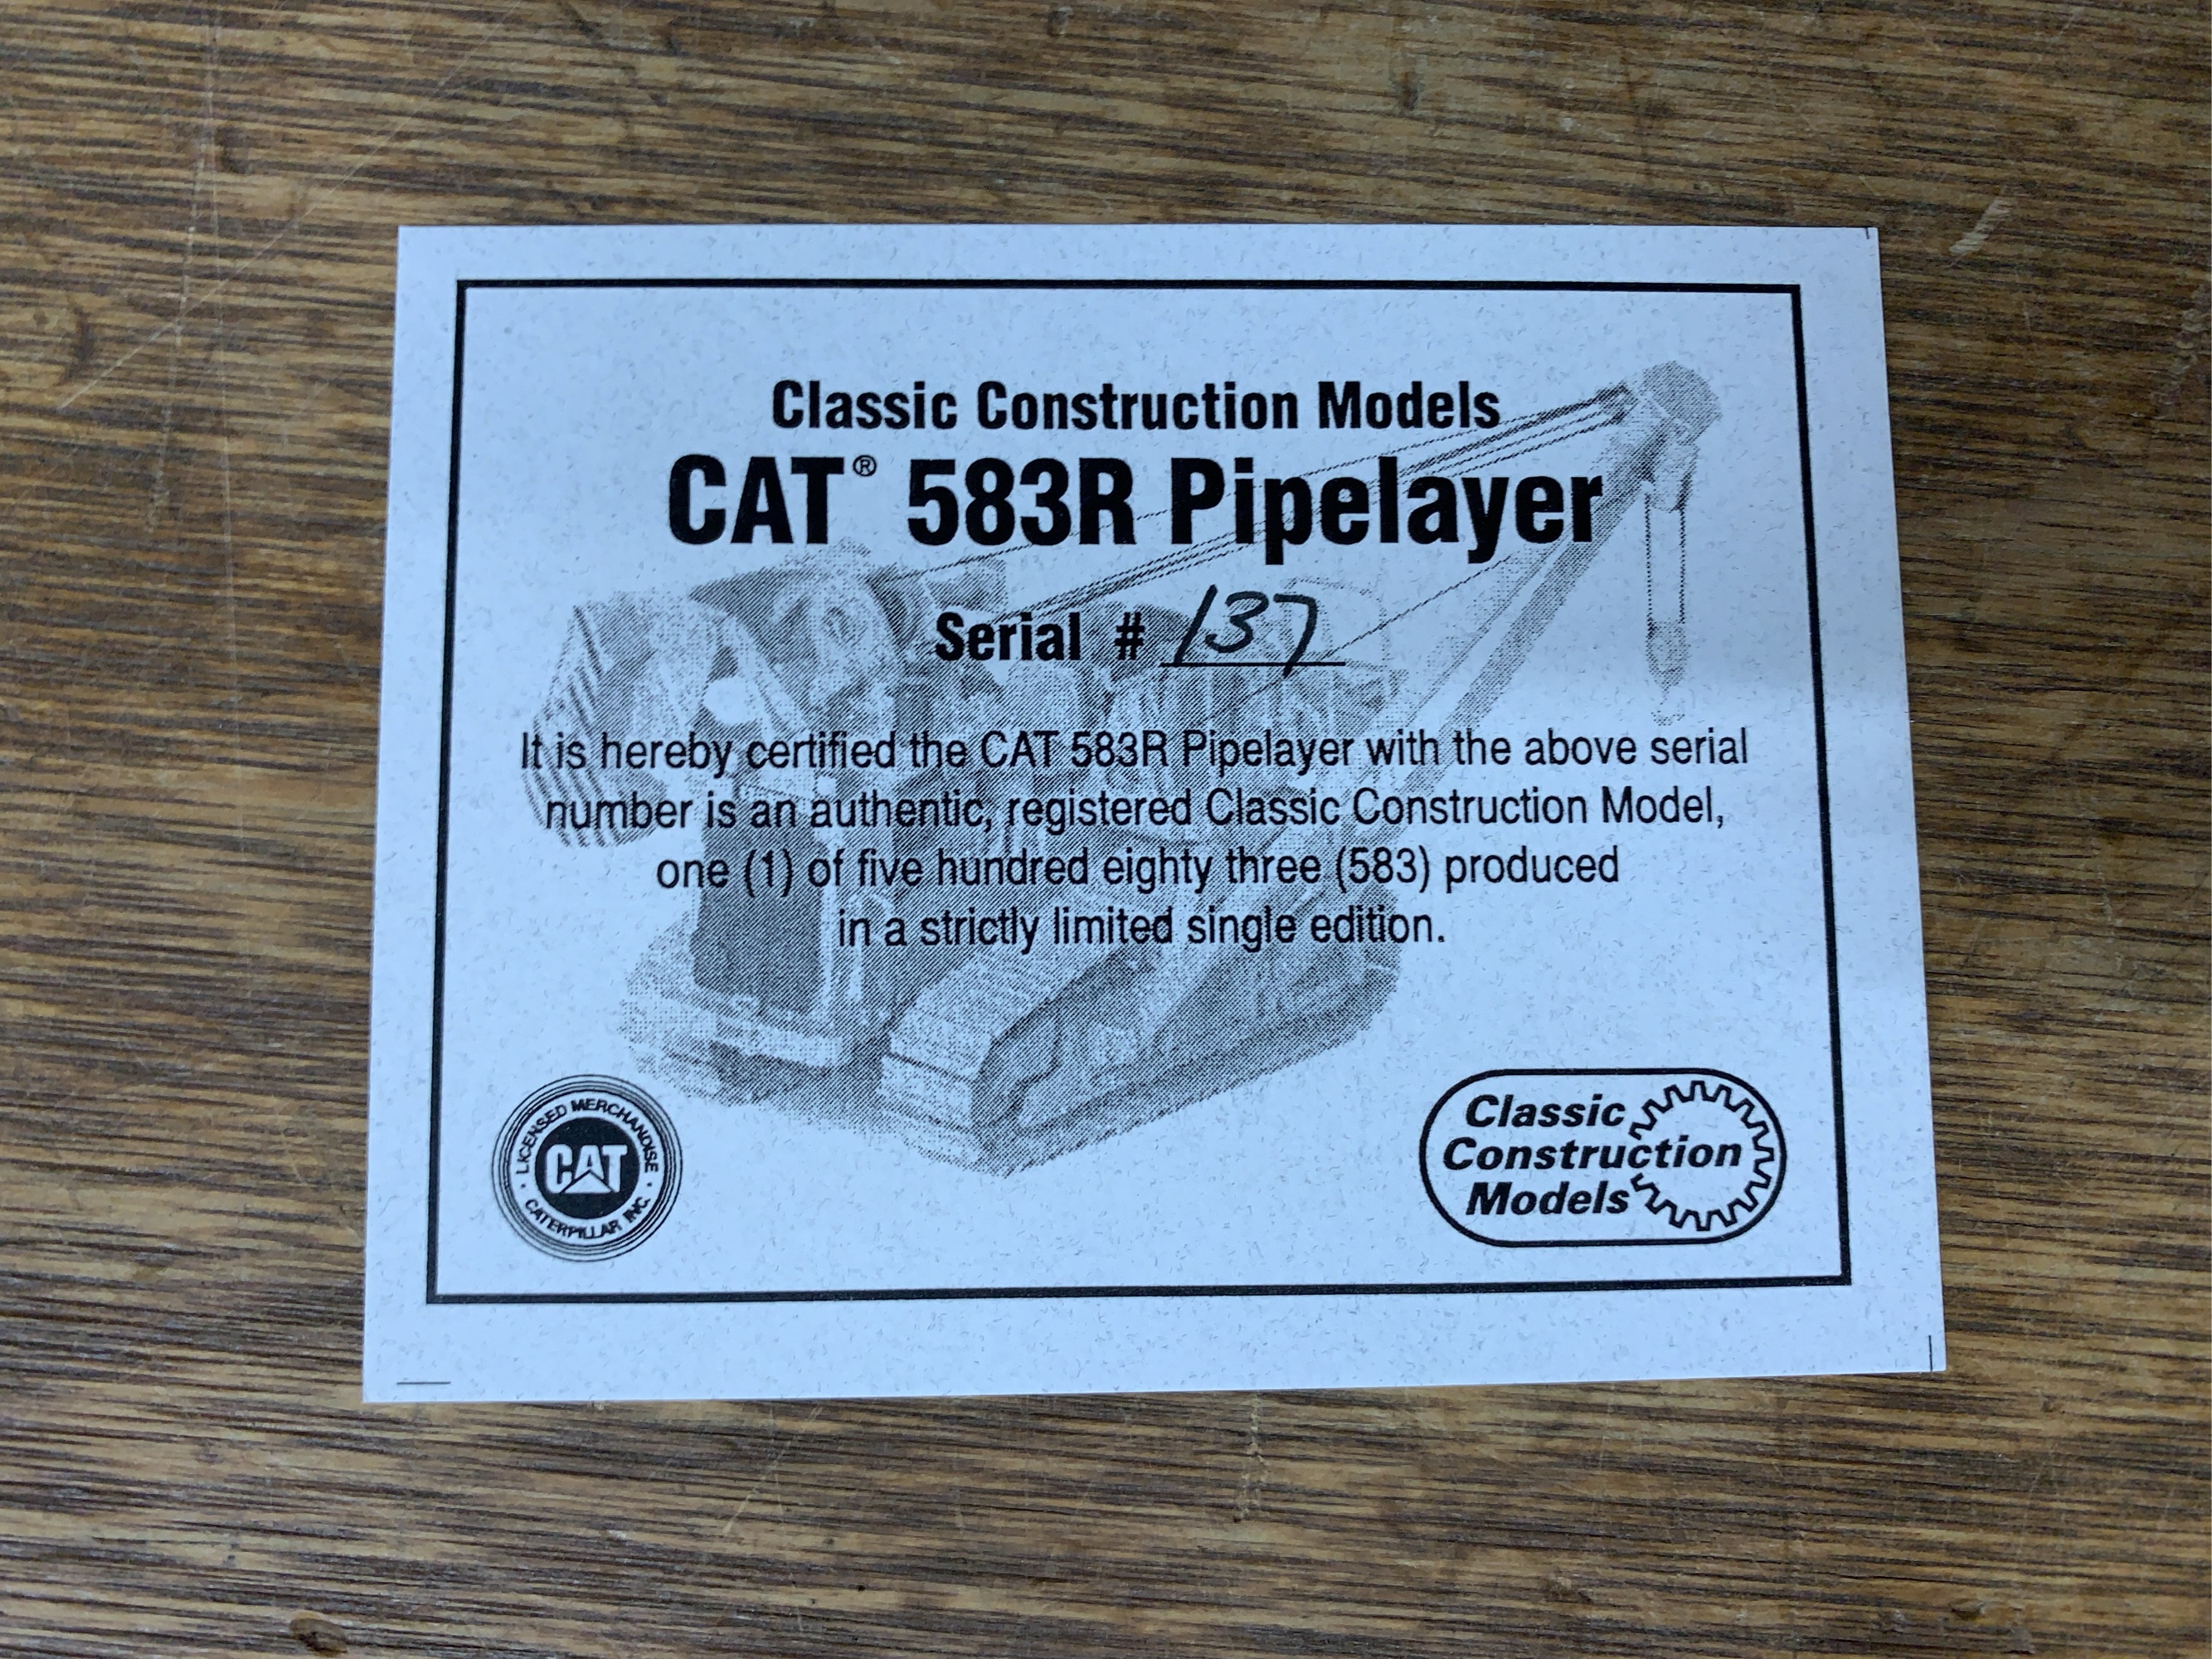 Classic Construction Models
CAT® 583R Pipelayer
Serial # 137
It is hereby certified the CAT 583R Pipelayer with the above serial
number is an authentic, registered Classic Construction Model,
one (1) of five hundred eighty three (583) produced
in a strictly limited single edition.
LICENSED MERCHANDISE
CAT
CATERPILLAR INC.
Classic
Construction
Models